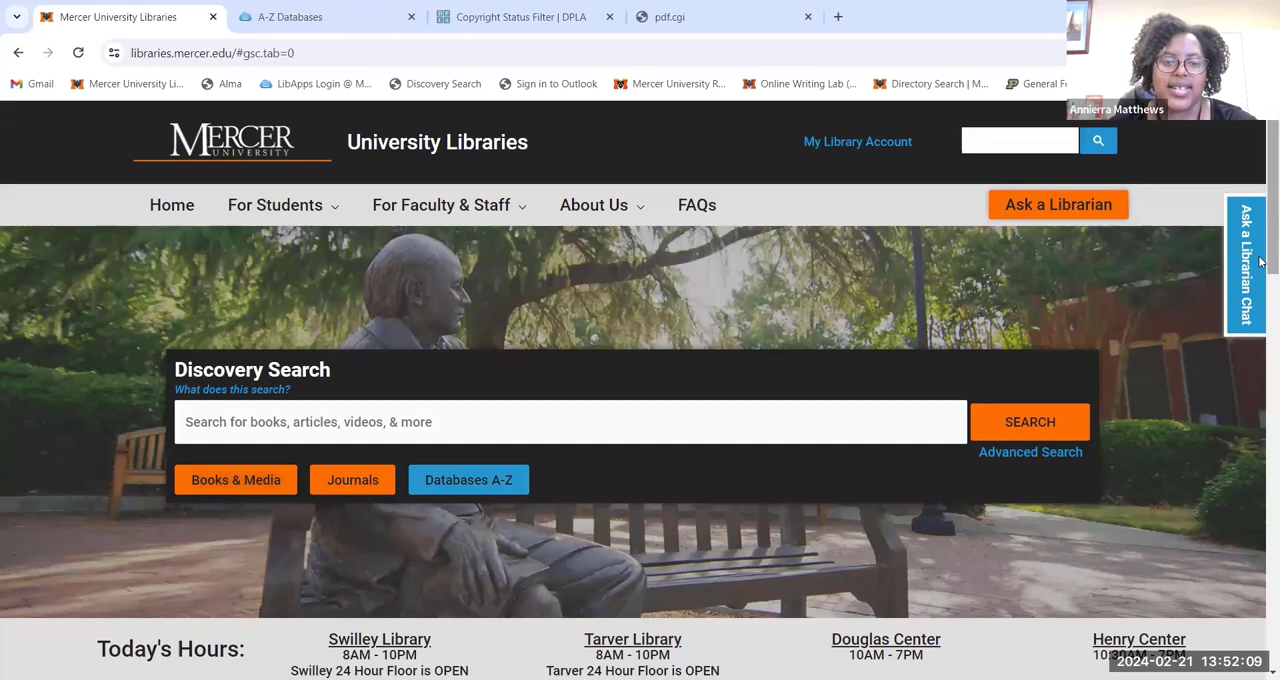 Mercer University Libraries
A-Z Databases
Copyright Status Filter | DPLA
pdf.cgi
libraries.mercer.edu/#gsc.tab=0
Gmail
Mercer University Li...
Alma
LibApps Login @ M...
Discovery Search
Sign in to Outlook
Mercer University R...
Online Writing Lab (...
Directory Search | M...
General Fo
Annierra Matthews
MERCER
UNIVERSITY
University Libraries
My Library Account
Home
For Students
For Faculty & Staff
About Us
FAQs
Ask a Librarian
Ask a Librarian Chat
Discovery Search
What does this search?
Search for books, articles, videos, & more
SEARCH
Advanced Search
Books & Media
Journals
Databases A-Z
Today's Hours:
Swilley Library
8AM - 10PM
Swilley 24 Hour Floor is OPEN
Tarver Library
8AM - 10PM
Tarver 24 Hour Floor is OPEN
Douglas Center
10AM - 7PM
Henry Center
10:30AM - 7PM
2024-02-21 13:52:09